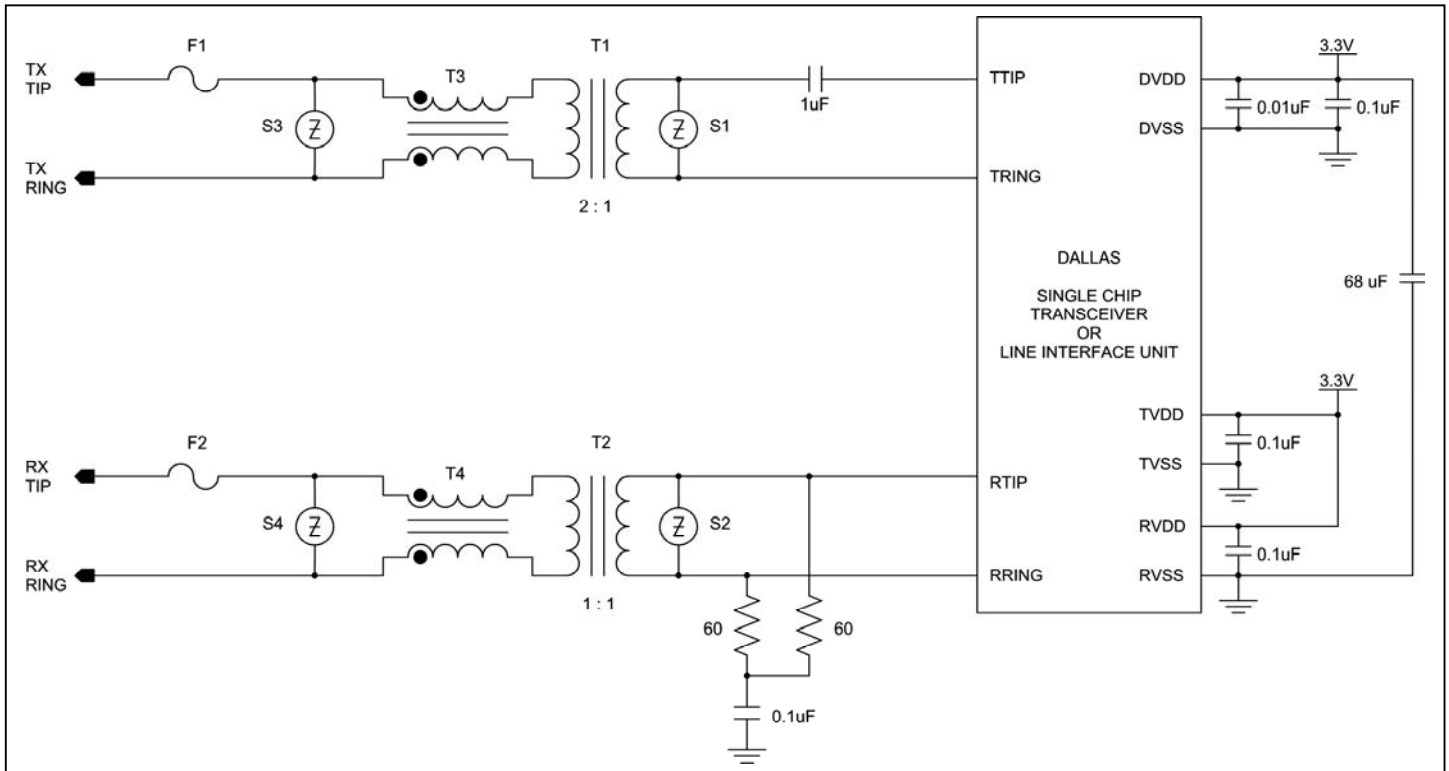 F1
T1
3.3V
TX
TIP
T3
TTIP
DVDD
1uF
0.01uF
0.1uF
S3
S1
DVSS
TX
RING
TRING
2 : 1
DALLAS
SINGLE CHIP
TRANSCEIVER
OR
LINE INTERFACE UNIT
68 uF
3.3V
TVDD
F2
T2
0.1uF
RX
TIP
T4
RTIP
TVSS
S4
S2
RVDD
0.1uF
RX
RING
RRING
RVSS
1 : 1
60
60
0.1uF